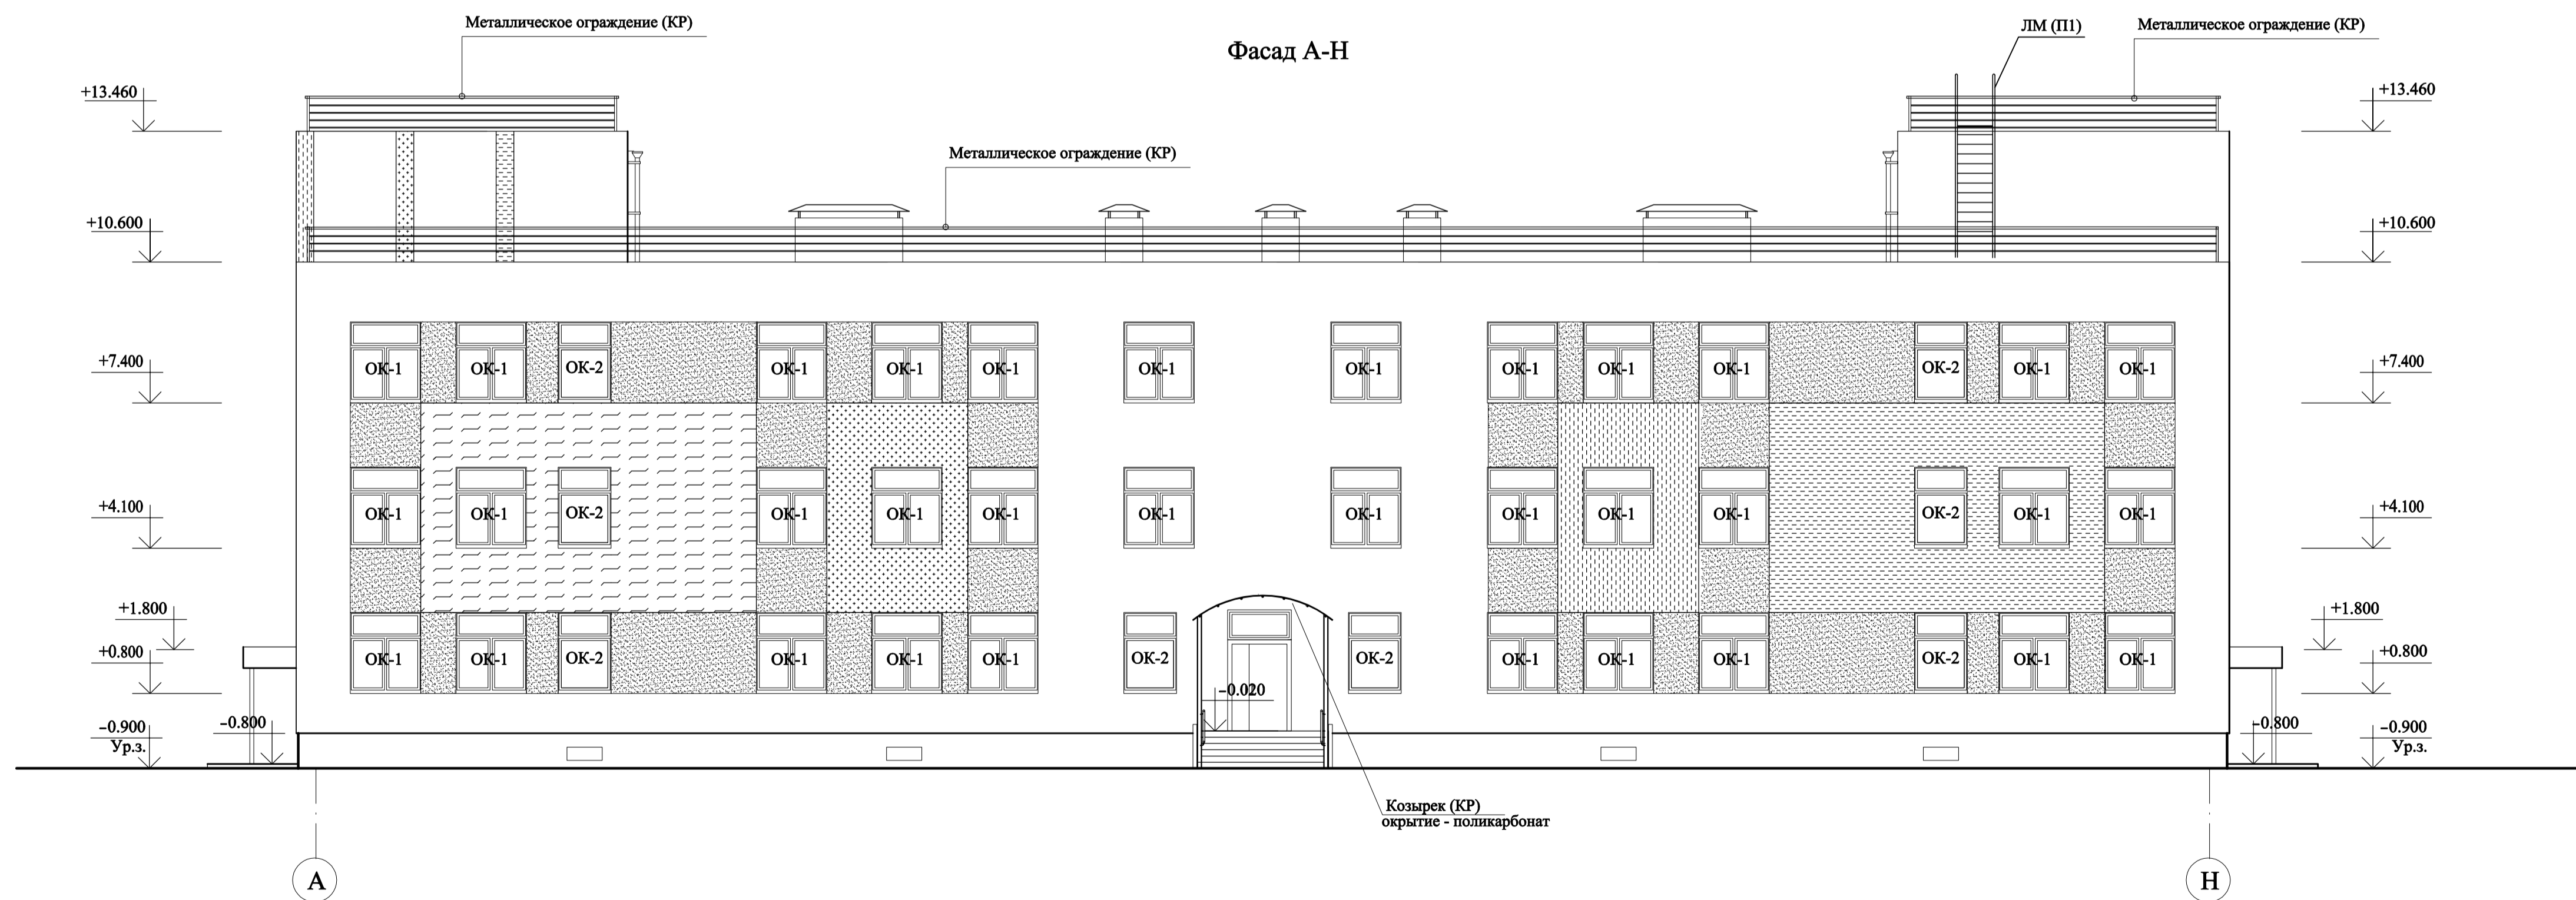 Металлическое ограждение (КР)
ЛМ (П1)
Металлическое ограждение (КР)
Фасад А-Н
+13.460
+13.460
Металлическое ограждение (КР)
+10.600
+10.600
+7.400
ОК-1 ОК-1 ОК-2 ОК-1 ОК-1 ОК-1 ОК-1 ОК-1 ОК-1 ОК-1 ОК-1 ОК-2 ОК-1 ОК-1
+7.400
+4.100
ОК-1 ОК-1 ОК-2 ОК-1 ОК-1 ОК-1 ОК-1 ОК-1 ОК-1 ОК-1 ОК-1 ОК-2 ОК-1 ОК-1
+4.100
+1.800
+1.800
+0.800
ОК-1 ОК-1 ОК-2 ОК-1 ОК-1 ОК-1 ОК-2 ОК-2 ОК-1 ОК-1 ОК-1 ОК-2 ОК-1 ОК-1
+0.800
-0.020
-0.900
Ур.з.
-0.800
-0.800
-0.900
Ур.з.
Козырек (КР)
окрытие - поликарбонат
А
Н